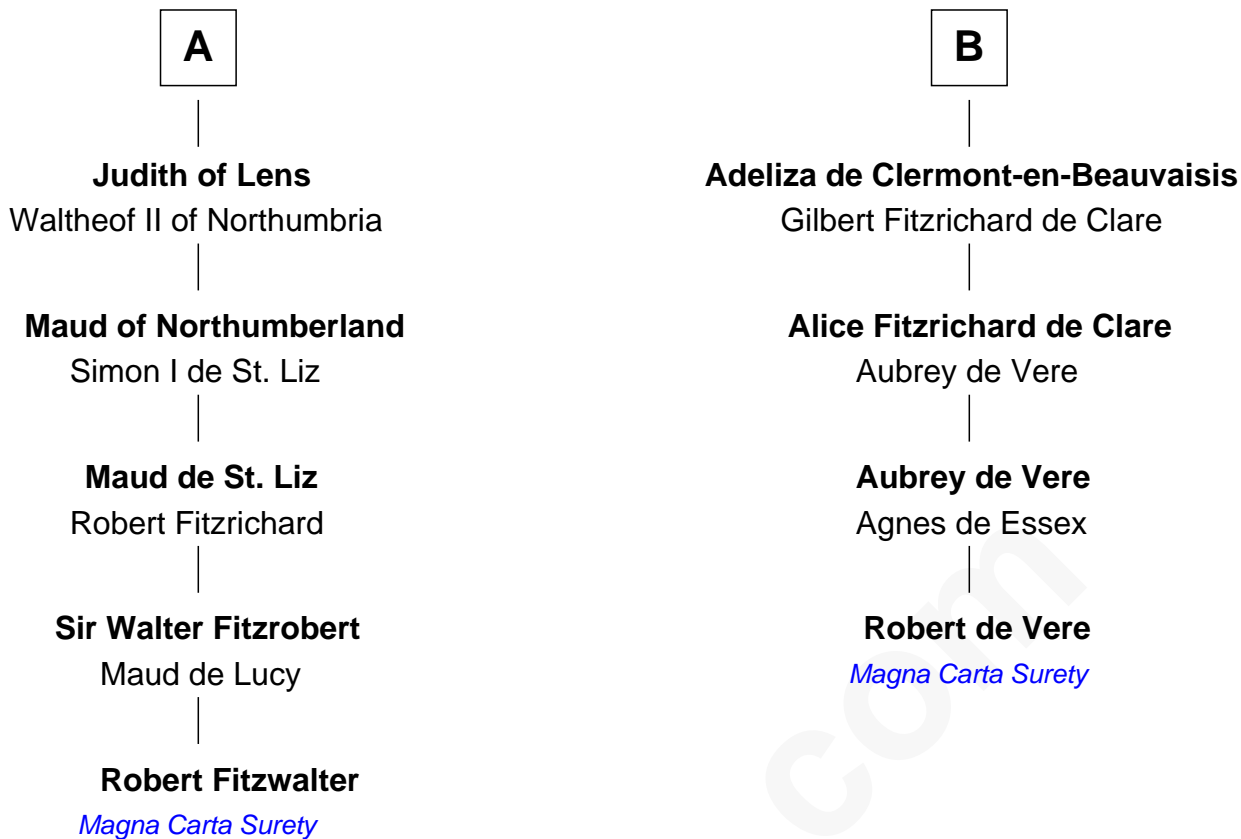 A
Judith of Lens
Waltheof II of Northumbria
Maud of Northumberland
Simon I de St. Liz
Maud de St. Liz
Robert Fitzrichard
Sir Walter Fitzrobert
Maud de Lucy
Robert Fitzwalter
Magna Carta Surety
B
Adeliza de Clermont-en-Beauvaisis
Gilbert Fitzrichard de Clare
Alice Fitzrichard de Clare
Aubrey de Vere
Aubrey de Vere
Agnes de Essex
Robert de Vere
Magna Carta Surety
com